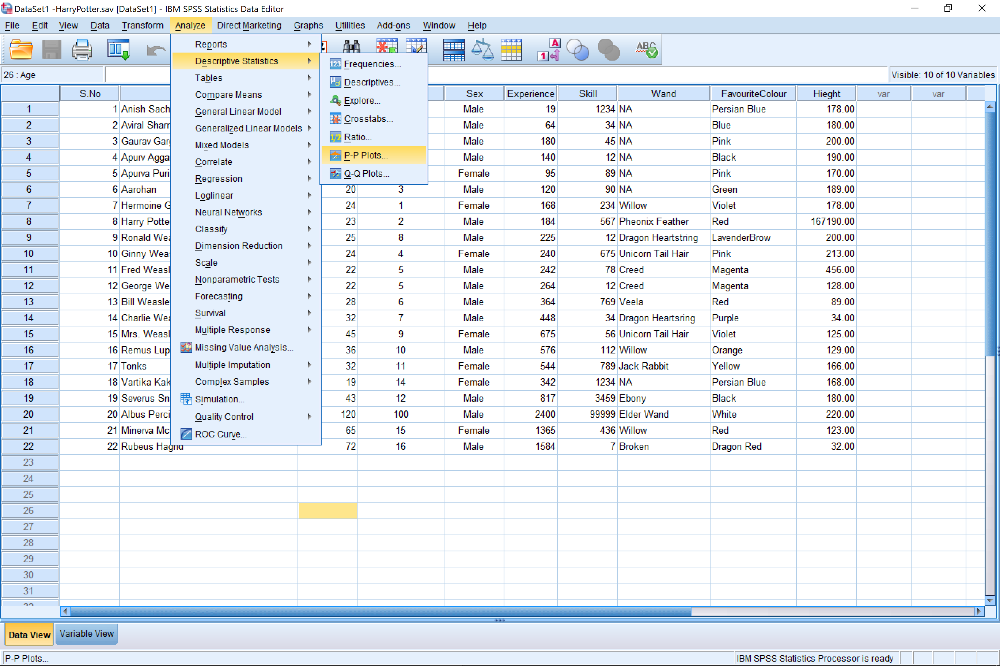 DataSet1 -HarryPotter.sav [DataSet1] - IBM SPSS Statistics Data Editor
File Edit View Data Transform Analyze Direct Marketing Graphs Utilities Add-ons Window Help
A
1
ABC
26 : Age
Visible: 10 of 10 Variables
Reports
Descriptive Statistics
Tables
Compare Means
General Linear Model
Generalized Linear Models
Mixed Models
Correlate
Regression
Loglinear
Neural Networks
Classify
Dimension Reduction
Scale
Nonparametric Tests
Forecasting
Survival
Multiple Response
Missing Value Analysis...
Multiple Imputation
Complex Samples
Simulation...
Quality Control
ROC Curve...
123 Frequencies...
Descriptives...
Explore...
Crosstabs...
1/2 Ratio...
P-P Plots...
Q-Q Plots...
S.No Sex Experience Skill Wand FavouriteColour Hieght var var
1 1 Anish Sach Male 19 1234 NA Persian Blue 178.00
2 2 Aviral Male 64 34 NA Blue 180.00
3 3 Gaurav Male 180 45 NA Pink 200.00
4 4 Apurv Agga Male 140 12 NA Black 190.00
5 5 Apurva Puri Female 95 89 NA Pink 170.00
6 6 Aarohan 20 3 Male 120 90 NA Green 189.00
7 7 Hermoine G 24 1 Female 168 234 Willow Violet 178.00
8 8 Harry Potte 23 2 Male 184 567 Pheonix Feather Red 167190.00
9 9 Ronald Wea 25 8 Male 225 12 Dragon Heartstring LavenderBrow 200.00
10 10 Ginny Weas 24 4 Female 240 675 Unicorn Tail Hair Pink 213.00
11 11 Fred Weasl 22 5 Male 242 78 Creed Magenta 456.00
12 12 George We 22 5 Male 264 12 Creed Magenta 128.00
13 13 Bill Weasle 28 6 Male 364 769 Veela Red 89.00
14 14 Charlie Wea 32 7 Male 448 34 Dragon Heartsring Purple 34.00
15 15 Mrs. Weasl 45 9 Female 675 56 Unicorn Tail Hair Violet 125.00
16 16 Remus Lup 36 10 Male 576 112 Willow Orange 129.00
17 17 Tonks 32 11 Female 544 789 Jack Rabbit Yellow 166.00
18 18 Vartika Kak 19 14 Female 342 1234 NA Persian Blue 168.00
19 19 Severus Sn 43 12 Male 817 3459 Ebony Black 180.00
20 20 Albus Perci 120 100 Male 2400 99999 Elder Wand White 220.00
21 21 Minerva Mc 65 15 Female 1365 436 Willow Red 123.00
22 22 Rubeus Hagrid 72 16 Male 1584 7 Broken Dragon Red 32.00
23
24
25
26
27
28
29
30
31
Data View Variable View
P-P Plots...
IBM SPSS Statistics Processor is ready